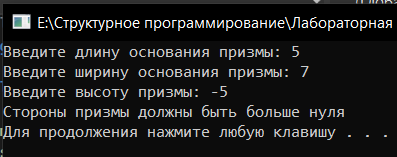 E:\Структурное программирование\Лабораторная
Введите длину основания призмы: 5
Введите ширину основания призмы: 7
Введите высоту призмы: -5
Стороны призмы должны быть больше нуля
Для продолжения нажмите любую клавишу . . .